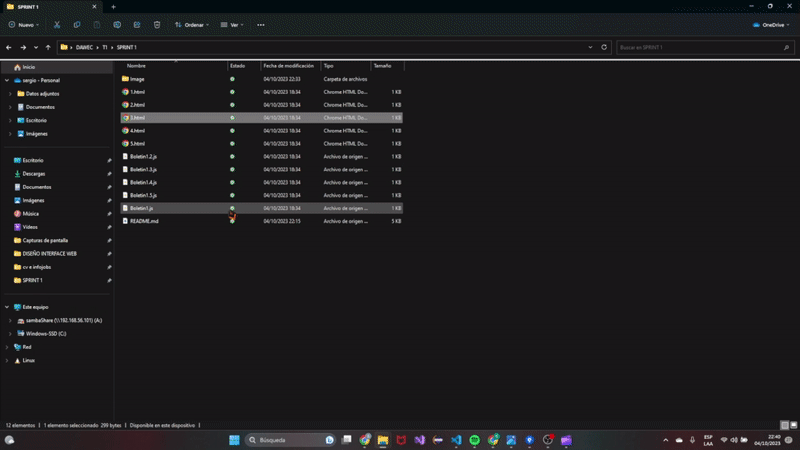 SPRINT 1
Nuevo
Ordenar
Ver
OneDrive
DAWEC > T1 > SPRINT 1
Buscar en SPRINT 1
Inicio
sergio - Personal
Datos adjuntos
Documentos
Escritorio
Imágenes
Escritorio
Descargas
Documentos
Imágenes
Música
Vídeos
Capturas de pantalla
DISEÑO INTERFACE WEB
cv e infojobs
SPRINT 1
Este equipo
sambaShare (\\192.168.56.101) (A:)
Windows-SSD (C:)
Red
Linux
Nombre Estado Fecha de modificación Tipo Tamaño
Image 04/10/2023 22:33 Carpeta de archivos
1.html 04/10/2023 18:34 Chrome HTML Do... 1 KB
2.html 04/10/2023 18:34 Chrome HTML Do... 1 KB
3.html 04/10/2023 18:34 Chrome HTML Do... 1 KB
4.html 04/10/2023 18:34 Chrome HTML Do... 1 KB
5.html 04/10/2023 18:34 Chrome HTML Do... 1 KB
Boletin1.2.js 04/10/2023 18:34 Archivo de origen ... 1 KB
Boletin1.3.js 04/10/2023 18:34 Archivo de origen ... 1 KB
Boletin1.4.js 04/10/2023 18:34 Archivo de origen ... 1 KB
Boletin1.5.js 04/10/2023 18:34 Archivo de origen ... 1 KB
Boletin1.js 04/10/2023 18:34 Archivo de origen ... 1 KB
README.md 04/10/2023 22:15 Archivo de origen ... 5 KB
12 elementos | 1 elemento seleccionado 299 bytes | Disponible en este dispositivo |
Búsqueda
ESP
LAA
22:40
04/10/2023